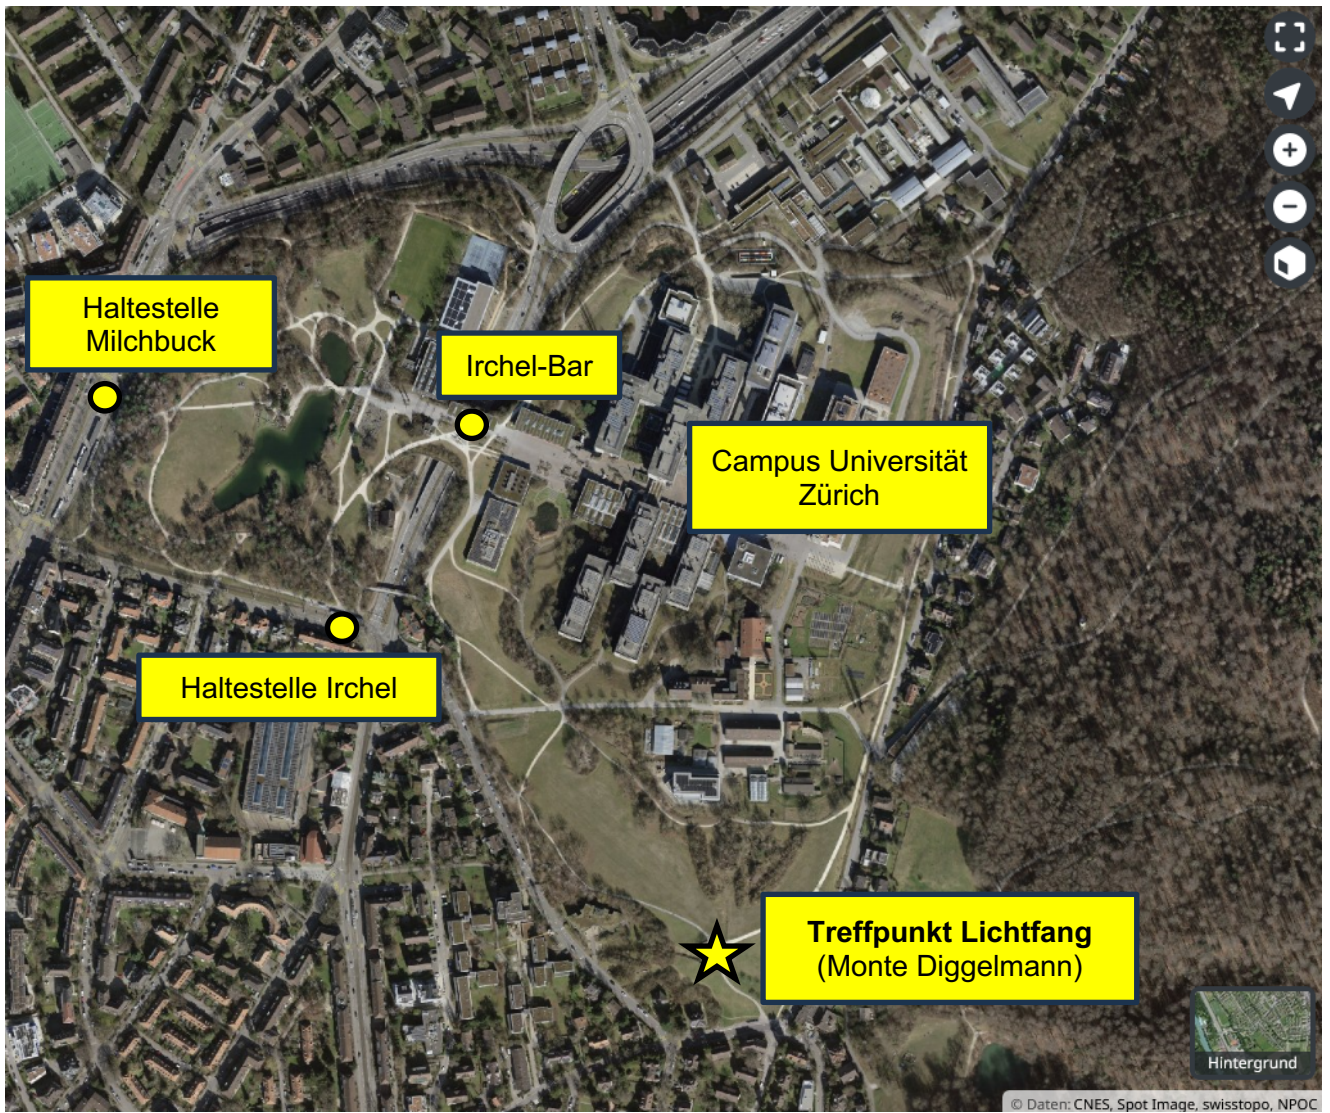 Haltestelle
Milchbuck
Irchel-Bar
Campus Universität
Zürich
Haltestelle Irchel
Treffpunkt Lichtfang
(Monte Diggelmann)
Hintergrund
© Daten: CNES, Spot Image, swisstopo, NPOC